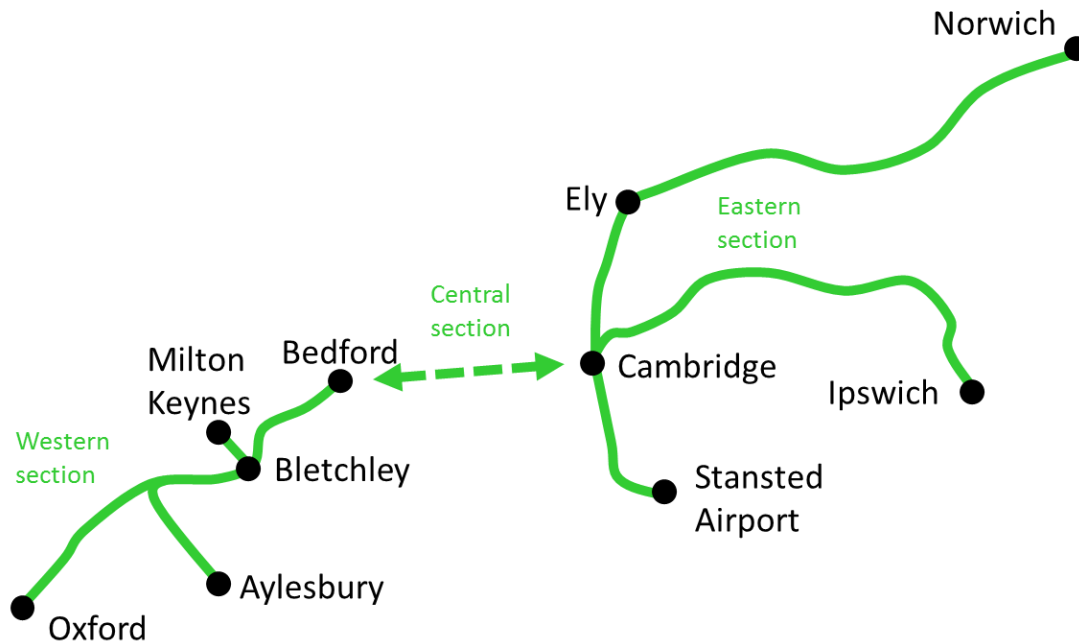 Norwich
Ely
Eastern
section
Central
section
Bedford
Milton
Keynes
Cambridge
Ipswich
Western
section
Bletchley
Stansted
Airport
Aylesbury
Oxford